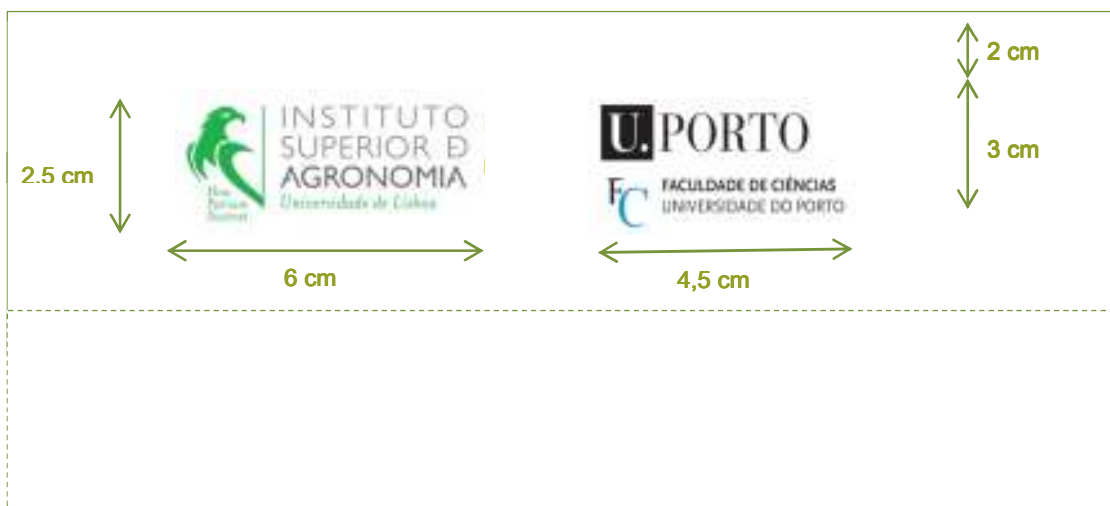 2 cm
INSTITUTO
SUPERIOR Đ
AGRONOMIA
Universidade de Lisboa
2.5 cm
6 cm
U.PORTO
FC FACULDADE DE CIÊNCIAS
UNIVERSIDADE DO PORTO
3 cm
4,5 cm